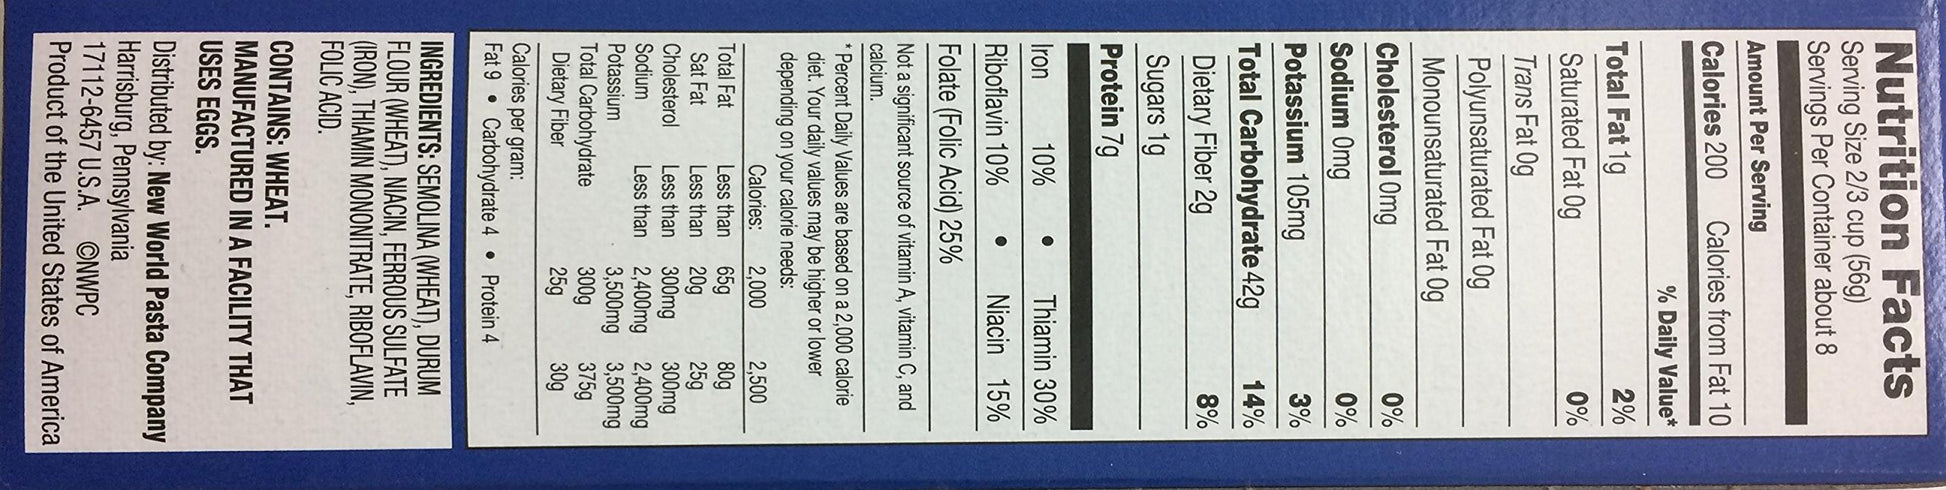 Nutrition Facts
Serving Size 2/3 cup (56g)
Servings Per Container about 8
Amount Per Serving
Calories 200 Calories from Fat 10
% Daily Value*
Total Fat 1g 2%
Saturated Fat 0g 0%
Trans Fat 0g
Polyunsaturated Fat 0g
Monounsaturated Fat 0g
Cholesterol 0mg 0%
Sodium 0mg 0%
Potassium 105mg 3%
Total Carbohydrate 42g 14%
Dietary Fiber 2g 8%
Sugars 1g
Protein 7g
Iron 10% • Thiamin 30%
Riboflavin 10% • Niacin 15%
Folate (Folic Acid) 25%
Not a significant source of vitamin A, vitamin C, and
calcium.
*Percent Daily Values are based on a 2,000 calorie
diet. Your daily values may be higher or lower
depending on your calorie needs:
Calories: 2,000 2,500
Total Fat Less than 65g 80g
Sat Fat Less than 20g 25g
Cholesterol Less than 300mg 300mg
Sodium Less than 2,400mg 2,400mg
Potassium 3,500mg 3,500mg
Total Carbohydrate 300g 375g
Dietary Fiber 25g 30g
Calories per gram:
Fat 9 • Carbohydrate 4 • Protein 4
INGREDIENTS: SEMOLINA (WHEAT), DURUM
FLOUR (WHEAT), NIACIN, FERROUS SULFATE
(IRON), THIAMIN MONONITRATE, RIBOFLAVIN,
FOLIC ACID.
CONTAINS: WHEAT.
MANUFACTURED IN A FACILITY THAT
USES EGGS.
Distributed by: New World Pasta Company
Harrisburg, Pennsylvania
17112-6457 U.S.A. ©NWPC
Product of the United States of America